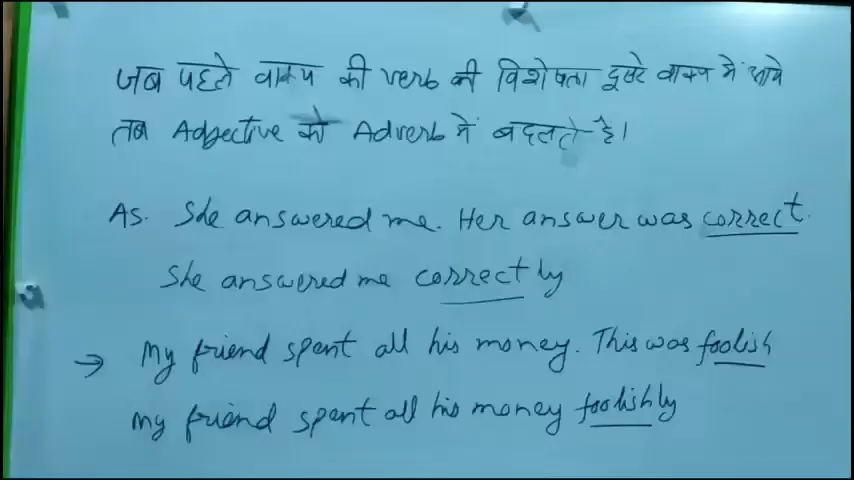 जब पहले वाक्य की verb की विशेषता दूसरे वाक्य में आये
तब Adjective को Adverb में बदलते हैं।
As. She answered me. Her answer was correct.
She answered me correctly
→ My friend spent all his money. This was foolish
My friend spent all his money foolishly